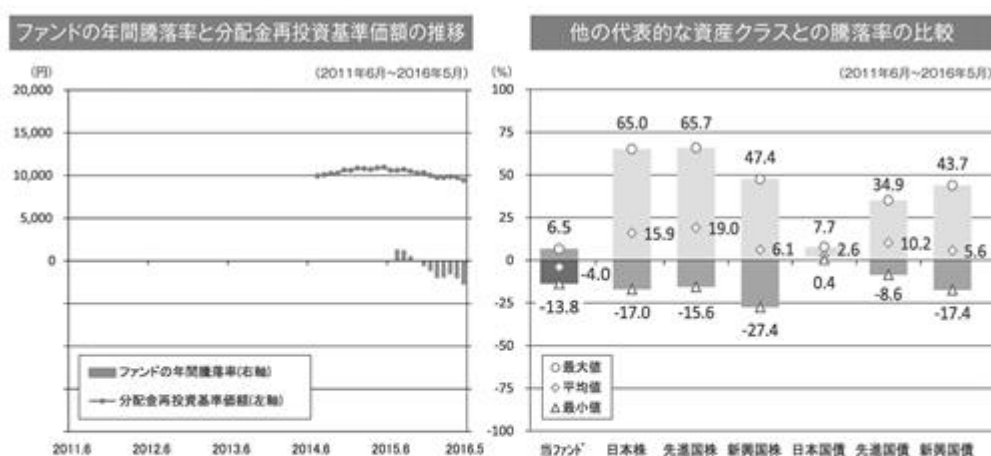 ファンドの年間騰落率と分配金再投資基準価額の推移
(円)
(2011年6月~2016年5月)
20,000
15,000
10,000
5,000
0
ファンドの年間騰落率(右軸)
分配金再投資基準価額(左軸)
2011.6 2012.6 2013.6 2014.6 2015.6 2016.5
他の代表的な資産クラスとの騰落率の比較
(%)
(2011年6月~2016年5月)
100
75
50
25
0
-25
-50
-75
-100
6.5 65.0 65.7 47.4 7.7 34.9 43.7
-4.0 15.9 19.0 6.1 2.6 10.2 5.6
-13.8 -17.0 -15.6 -27.4 0.4 -8.6 -17.4
最大値
平均値
最小値
当ファンド 日本株 先進国株 新興国株 日本国債 先進国債 新興国債